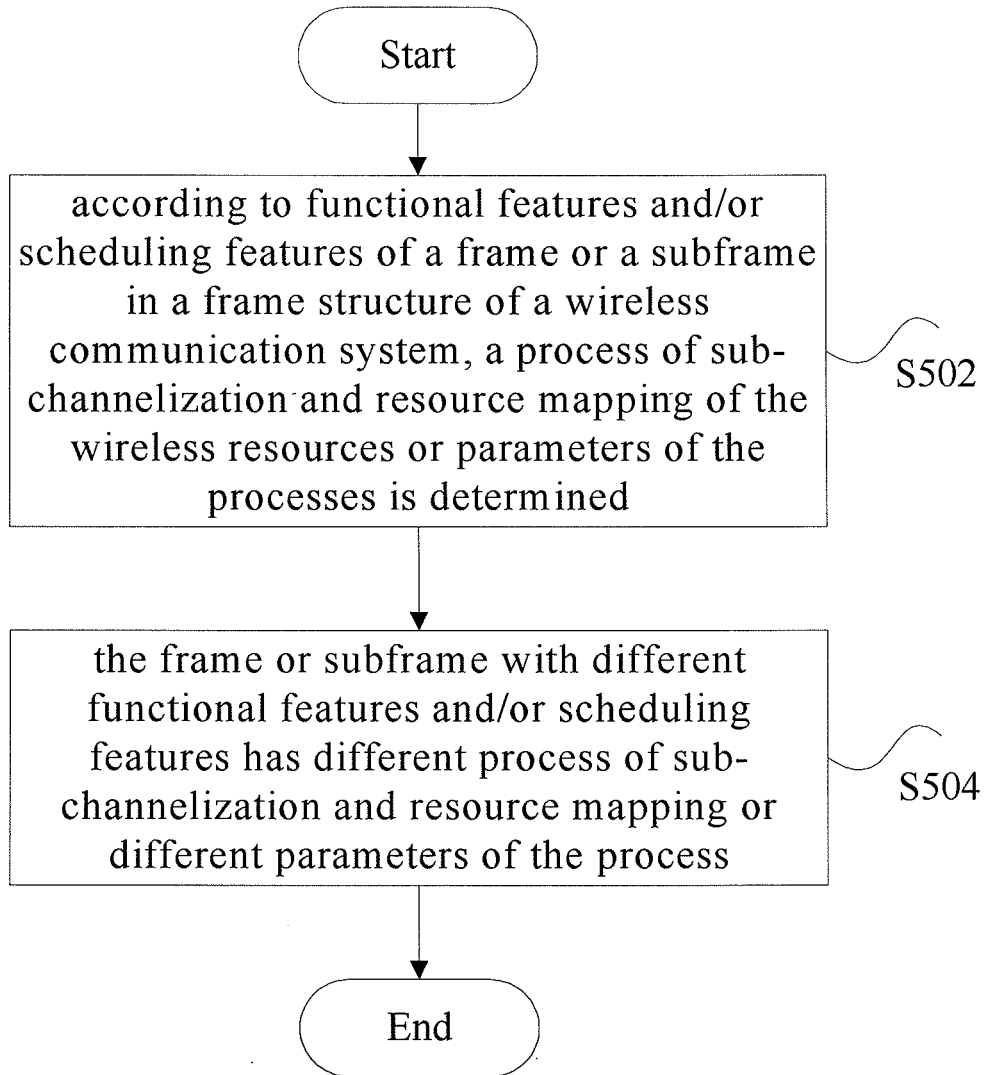 Start
according to functional features and/or
scheduling features of a frame or a subframe
in a frame structure of a wireless
communication system, a process of sub-
channelization and resource mapping of the
wireless resources or parameters of the
processes is determined
S502
the frame or subframe with different
functional features and/or scheduling
features has different process of sub-
channelization and resource mapping or
different parameters of the process
S504
End